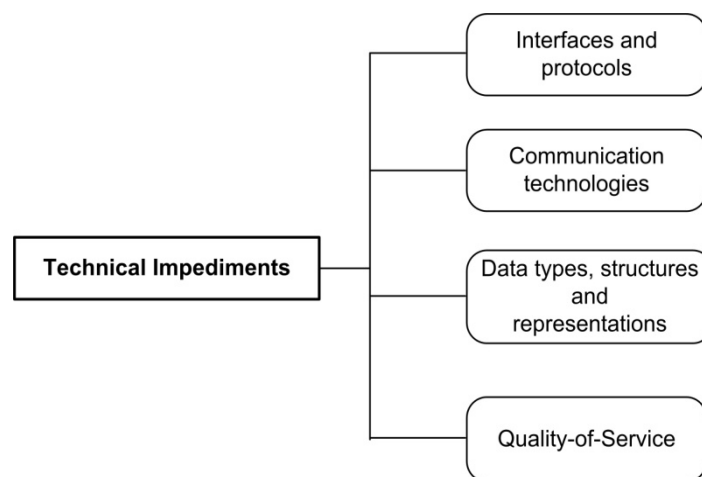 Interfaces and
protocols
Communication
technologies
Technical Impediments
Data types, structures
and
representations
Quality-of-Service